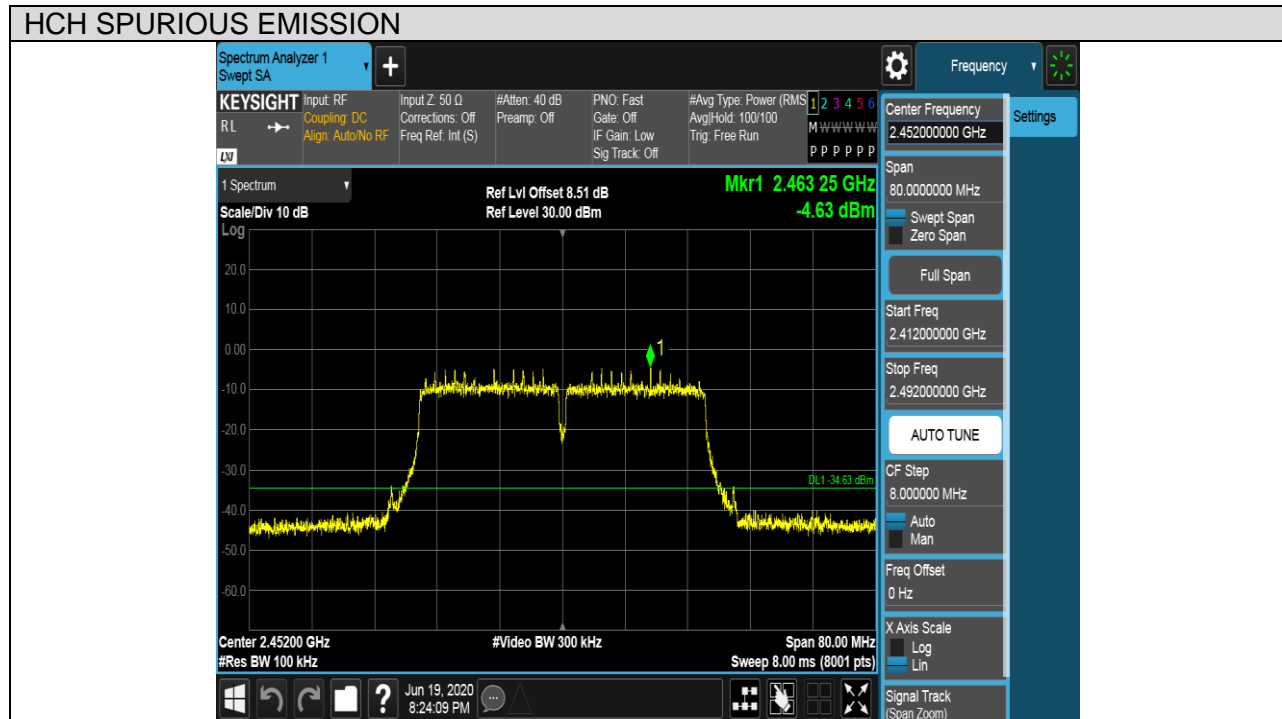 HCH SPURIOUS EMISSION
Spectrum Analyzer 1
Swept SA
+
Frequency
KEYSIGHT
RL
LXI
Input: RF
Coupling: DC
Align: Auto/No RF
Input Z: 50 Ω
Corrections: Off
Freq Ref: Int (S)
#Atten: 40 dB
Preamp: Off
PNO: Fast
Gate: Off
IF Gain: Low
Sig Track: Off
#Avg Type: Power (RMS
Avg|Hold: 100/100
Trig: Free Run
1 2 3 4 5 6
M W W W W W
P P P P P P
1 Spectrum
Scale/Div 10 dB
Ref Lvl Offset 8.51 dB
Ref Level 30.00 dBm
Mkr1 2.463 25 GHz
-4.63 dBm
Log
20.0
10.0
0.00
-10.0
-20.0
-30.0
-40.0
-50.0
-60.0
1
DL1 -34.63 dBm
Center 2.45200 GHz
#Res BW 100 kHz
#Video BW 300 kHz
Span 80.00 MHz
Sweep 8.00 ms (8001 pts)
?
Jun 19, 2020
8:24:09 PM
Center Frequency
2.452000000 GHz
Settings
Span
80.0000000 MHz
Swept Span
Zero Span
Full Span
Start Freq
2.412000000 GHz
Stop Freq
2.492000000 GHz
AUTO TUNE
CF Step
8.000000 MHz
Auto
Man
Freq Offset
0 Hz
X Axis Scale
Log
Lin
Signal Track
(Span Zoom)